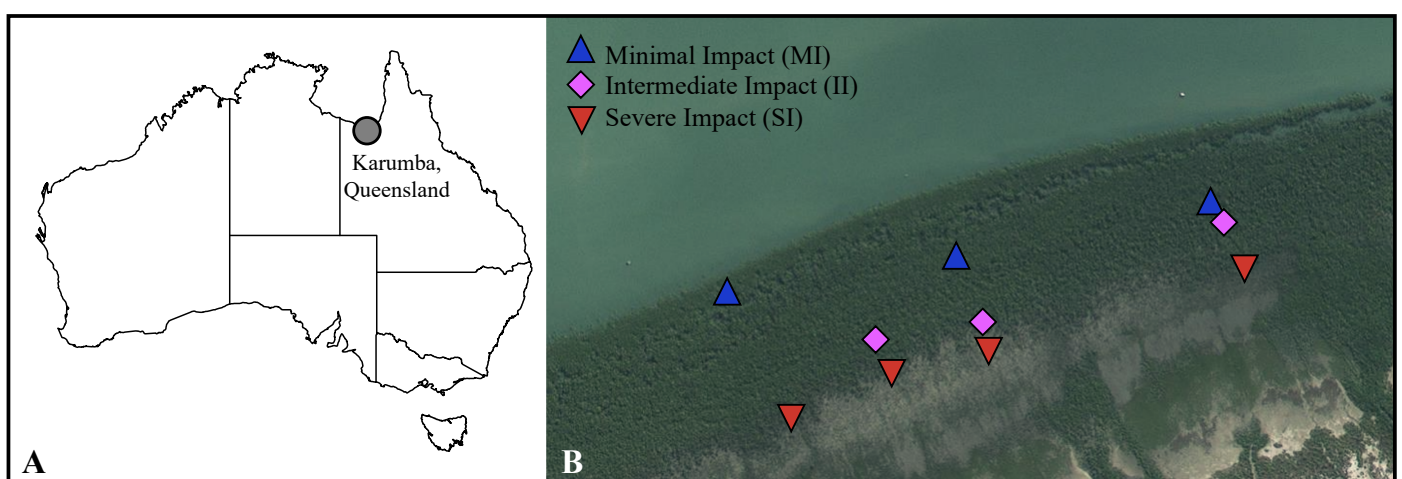 Karumba,
Queensland
A
Minimal Impact (MI)
Intermediate Impact (II)
Severe Impact (SI)
B